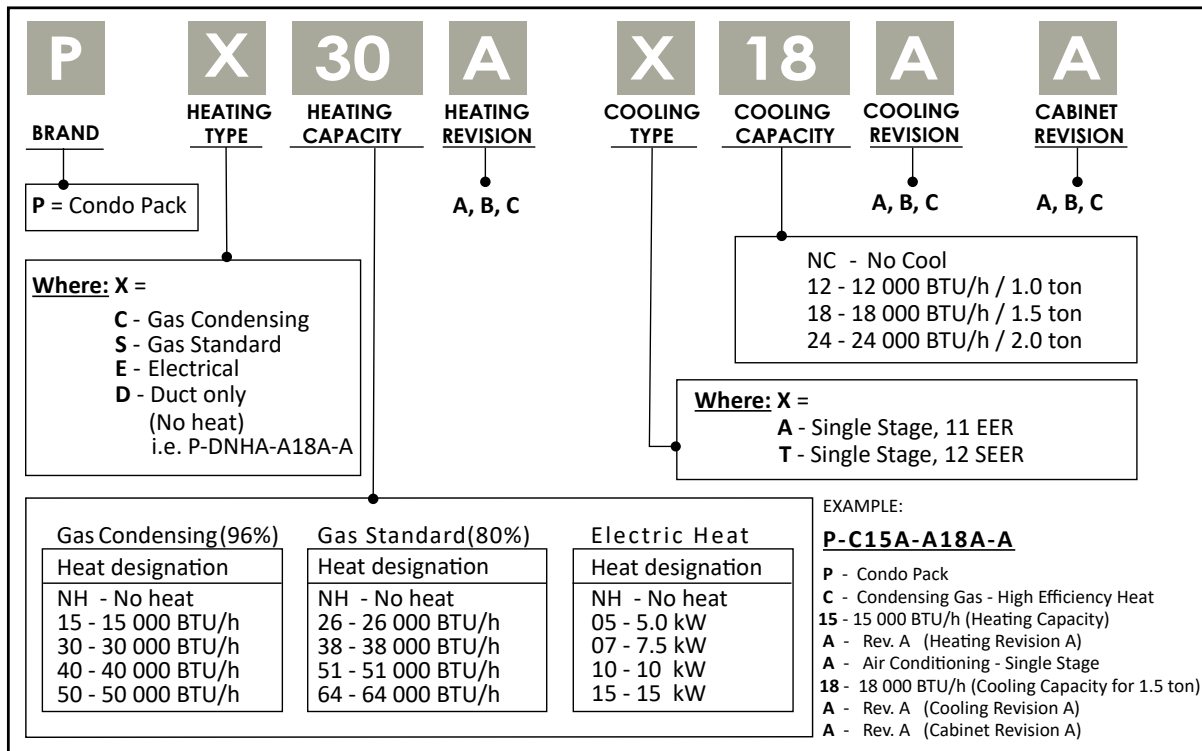 P X 30 A X 18 A A
BRAND
HEATING
TYPE
HEATING
CAPACITY
HEATING
REVISION
COOLING
TYPE
COOLING
CAPACITY
COOLING
REVISION
CABINET
REVISION
P = Condo Pack
A, B, C
A, B, C
A, B, C
Where: X =
C - Gas Condensing
S - Gas Standard
E - Electrical
D - Duct only
(No heat)
i.e. P-DNHA-A18A-A
NC - No Cool
12 - 12 000 BTU/h / 1.0 ton
18 - 18 000 BTU/h / 1.5 ton
24 - 24 000 BTU/h / 2.0 ton
Where: X =
A - Single Stage, 11 EER
T - Single Stage, 12 SEER
Gas Condensing(96%)
Heat designation
NH - No heat
15 - 15 000 BTU/h
30 - 30 000 BTU/h
40 - 40 000 BTU/h
50 - 50 000 BTU/h
Gas Standard(80%)
Heat designation
NH - No heat
26 - 26 000 BTU/h
38 - 38 000 BTU/h
51 - 51 000 BTU/h
64 - 64 000 BTU/h
Electric Heat
Heat designation
NH - No heat
05 - 5.0 kW
07 - 7.5 kW
10 - 10 kW
15 - 15 kW
EXAMPLE:
P-C15A-A18A-A
P - Condo Pack
C - Condensing Gas - High Efficiency Heat
15 - 15 000 BTU/h (Heating Capacity)
A - Rev. A (Heating Revision A)
A - Air Conditioning - Single Stage
18 - 18 000 BTU/h (Cooling Capacity for 1.5 ton)
A - Rev. A (Cooling Revision A)
A - Rev. A (Cabinet Revision A)